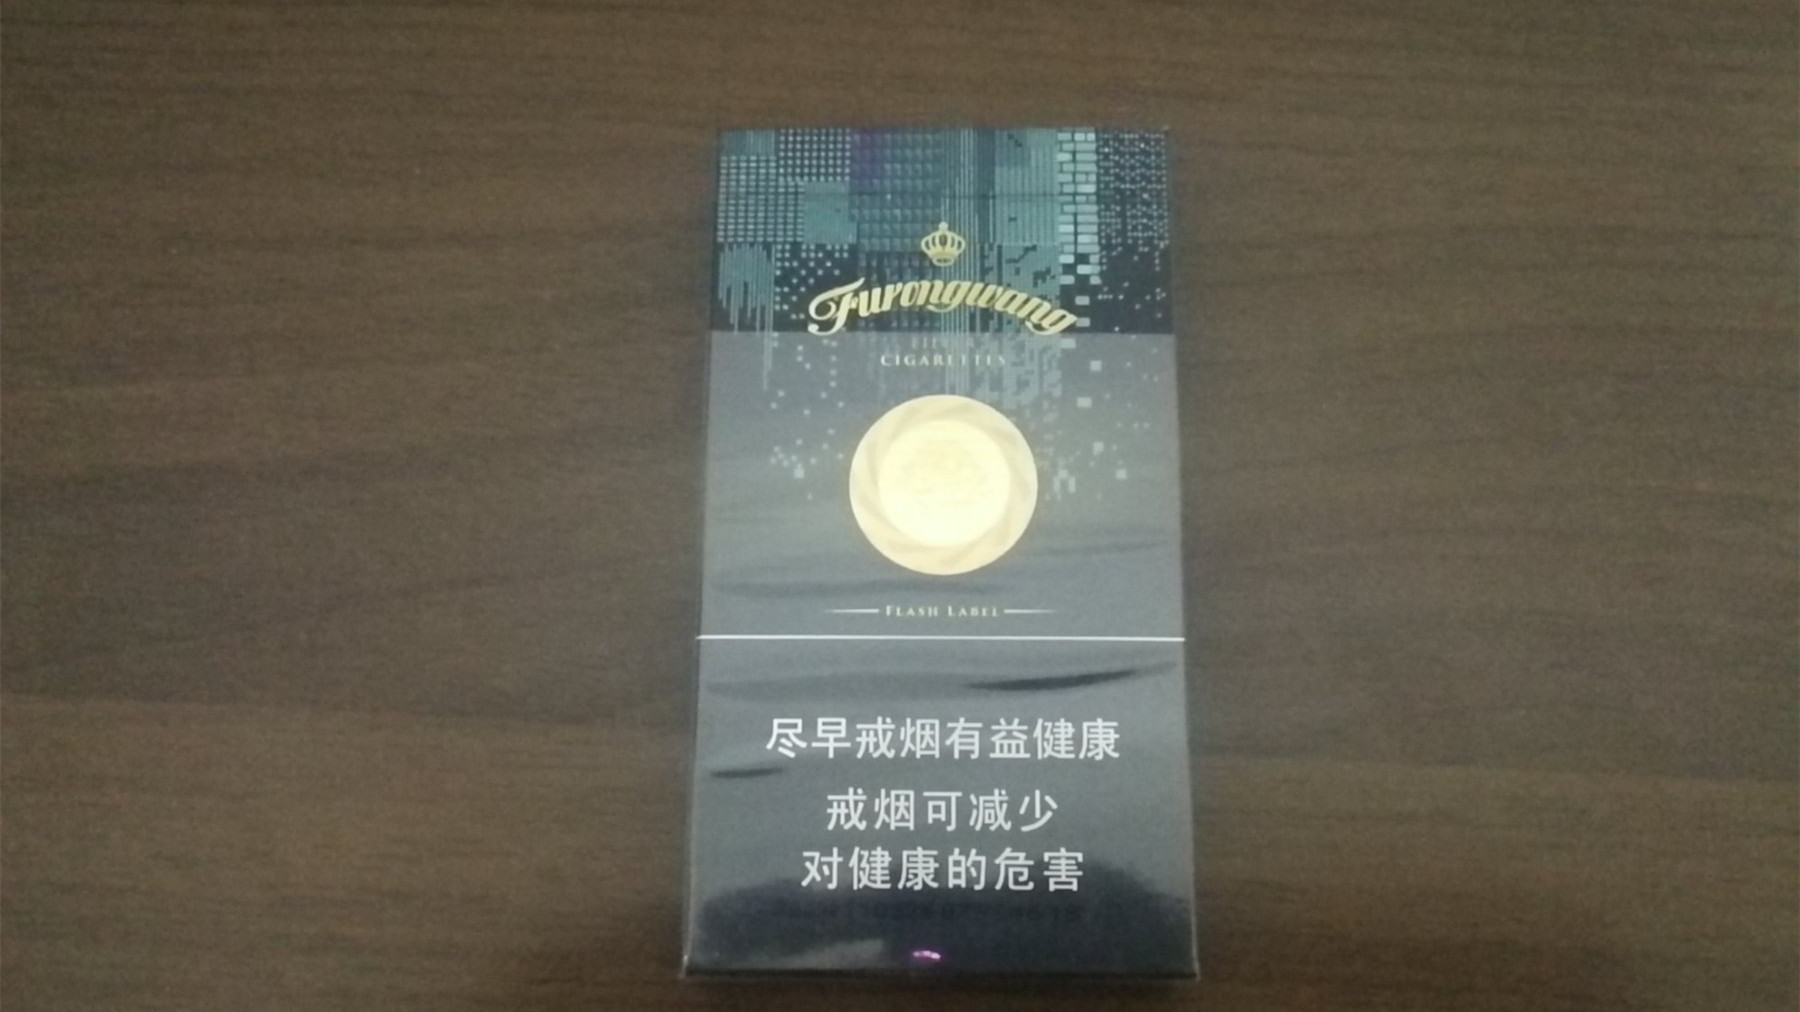 Furongwang
FILTER
CIGARETTES
FLASH LABEL
尽早戒烟有益健康
戒烟可减少
对健康的危害